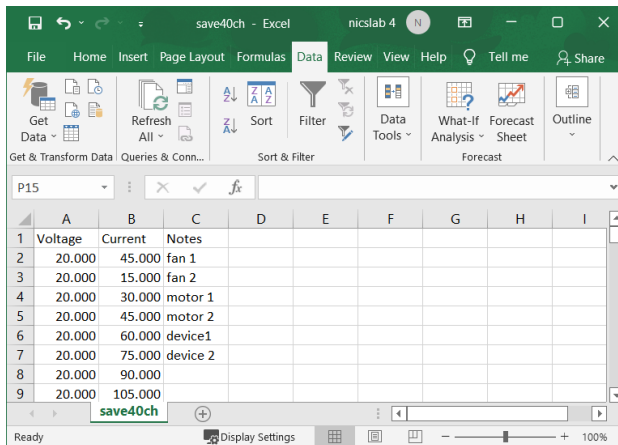 save40ch - Excel
nicslab 4
N
File Home Insert Page Layout Formulas Data Review View Help Tell me Share
Get Data
Refresh All
Sort
Filter
Data Tools
What-If Analysis
Forecast Sheet
Outline
Get & Transform Data Queries & Conn... Sort & Filter Forecast
P15 fx
A B C D E F G H I
1 Voltage Current Notes
2 20.000 45.000 fan 1
3 20.000 15.000 fan 2
4 20.000 30.000 motor 1
5 20.000 45.000 motor 2
6 20.000 60.000 device1
7 20.000 75.000 device 2
8 20.000 90.000
9 20.000 105.000
save40ch
Ready Display Settings 100%